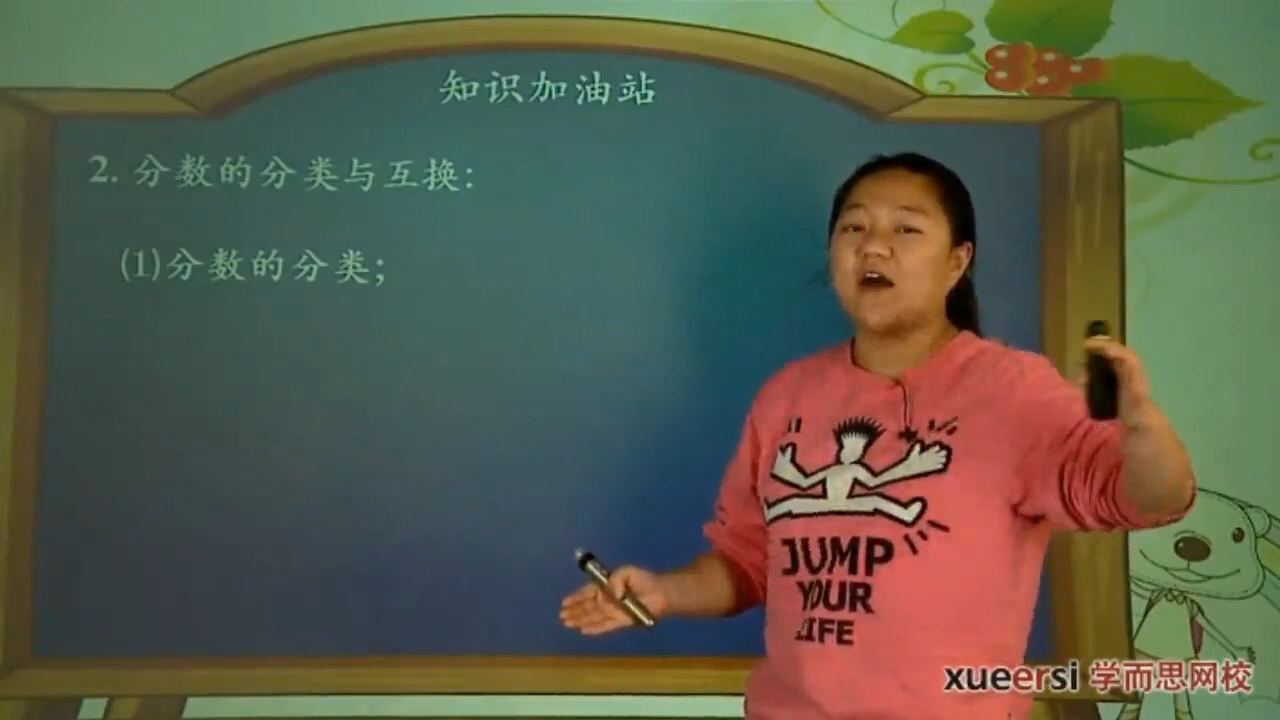 知识加油站
2. 分数的分类与互换:
(1)分数的分类;
JUMP
YOUR
LIFE
xueersi 学而思网校